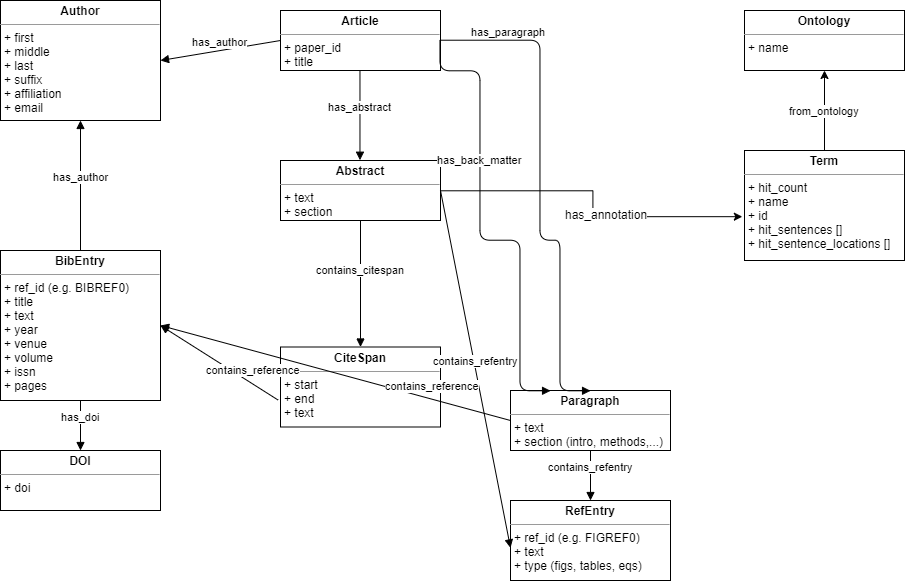 Author
+ first
+ middle
+ last
+ suffix
+ affiliation
+ email
has_author
Article
+ paper_id
+ title
has_paragraph
Ontology
+ name
has_abstract
from_ontology
has_author
has_back_matter
Abstract
+ text
+ section
has_annotation
Term
+ hit_count
+ name
+ id
+ hit_sentences []
+ hit_sentence_locations []
BibEntry
+ ref_id (e.g. BIBREF0)
+ title
+ text
+ year
+ venue
+ volume
+ issn
+ pages
contains_citespan
CiteSpan
+ start
+ end
+ text
contains_reference
contains_refentry
contains_reference
has_doi
DOI
+ doi
Paragraph
+ text
+ section (intro, methods,...)
contains_refentry
RefEntry
+ ref_id (e.g. FIGREF0)
+ text
+ type (figs, tables, eqs)